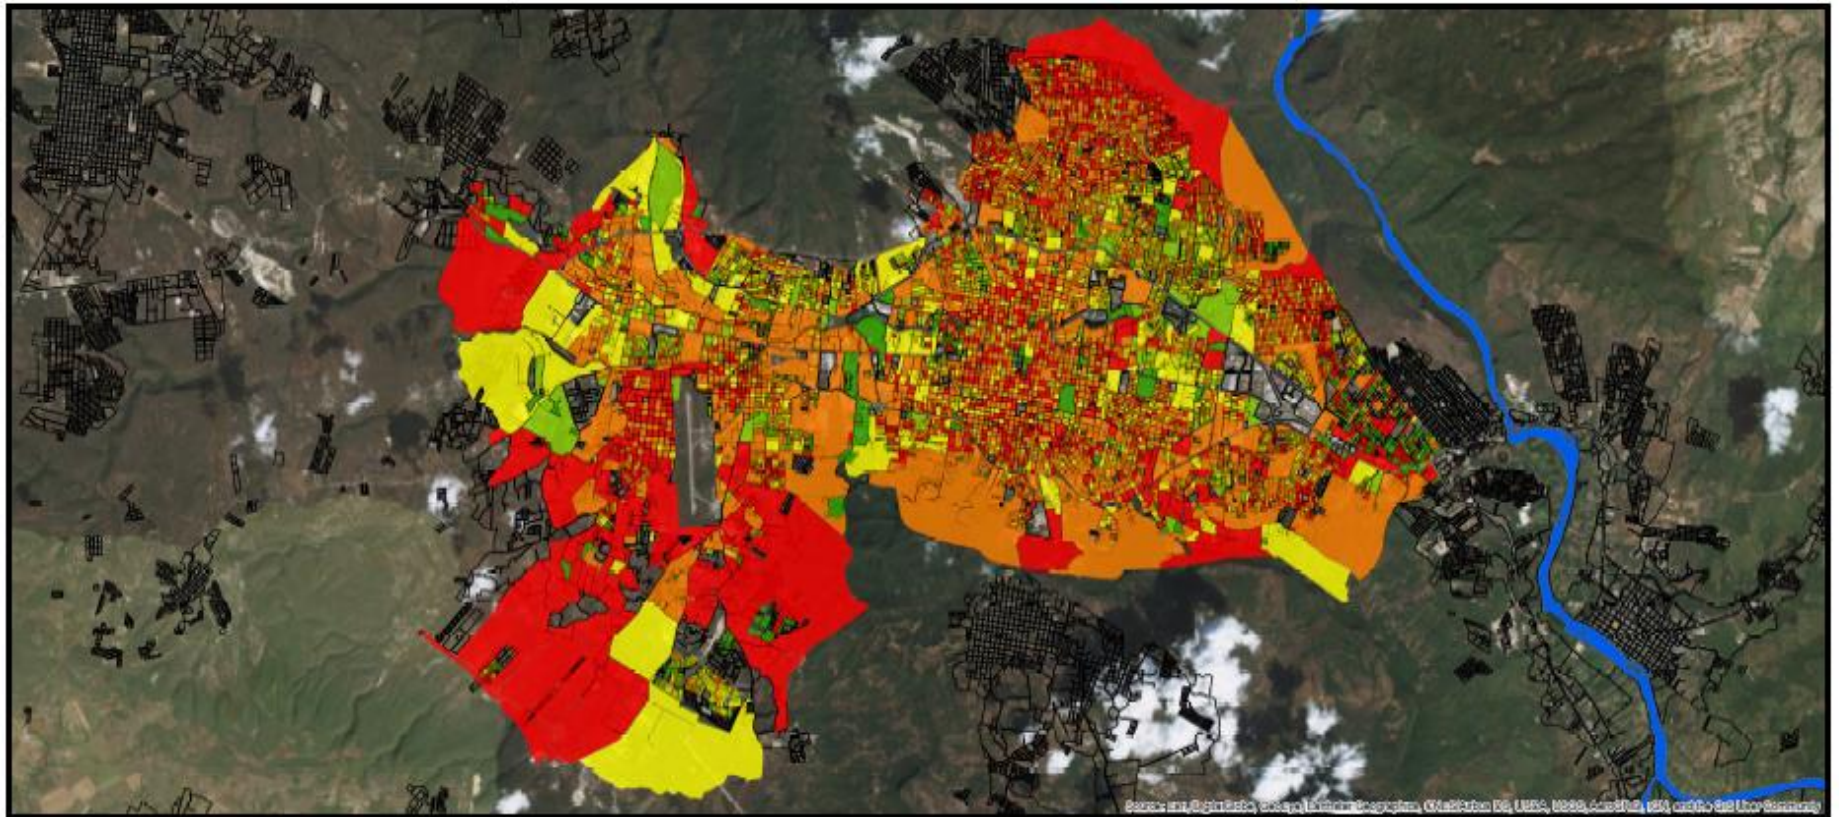 Source: Esri, DigitalGlobe, GeoEye, Earthstar Geographics, CNES/Airbus DS, USDA, USGS, AeroGRID, IGN, and the GIS User Community